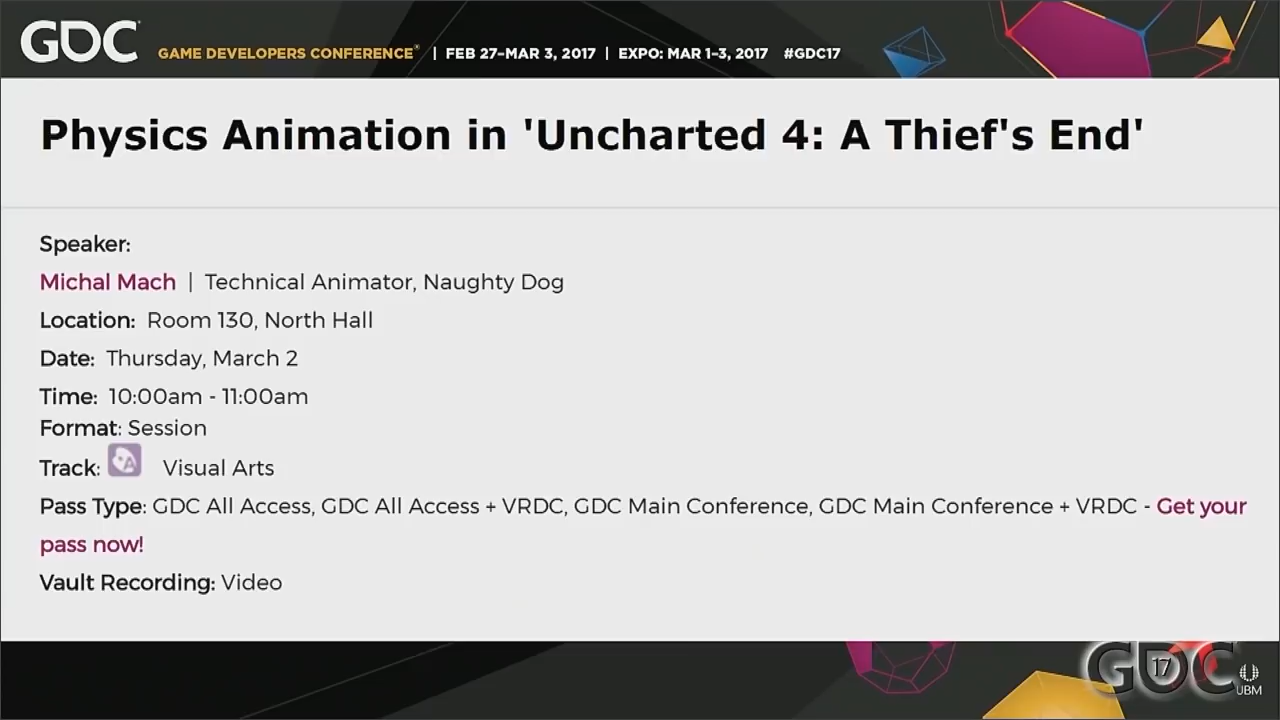 GDC GAME DEVELOPERS CONFERENCE® | FEB 27–MAR 3, 2017 | EXPO: MAR 1–3, 2017 #GDC17
Physics Animation in 'Uncharted 4: A Thief's End'
Speaker:
Michal Mach | Technical Animator, Naughty Dog
Location: Room 130, North Hall
Date: Thursday, March 2
Time: 10:00am - 11:00am
Format: Session
Track: Visual Arts
Pass Type: GDC All Access, GDC All Access + VRDC, GDC Main Conference, GDC Main Conference + VRDC - Get your
pass now!
Vault Recording: Video
GDC 17
UBM